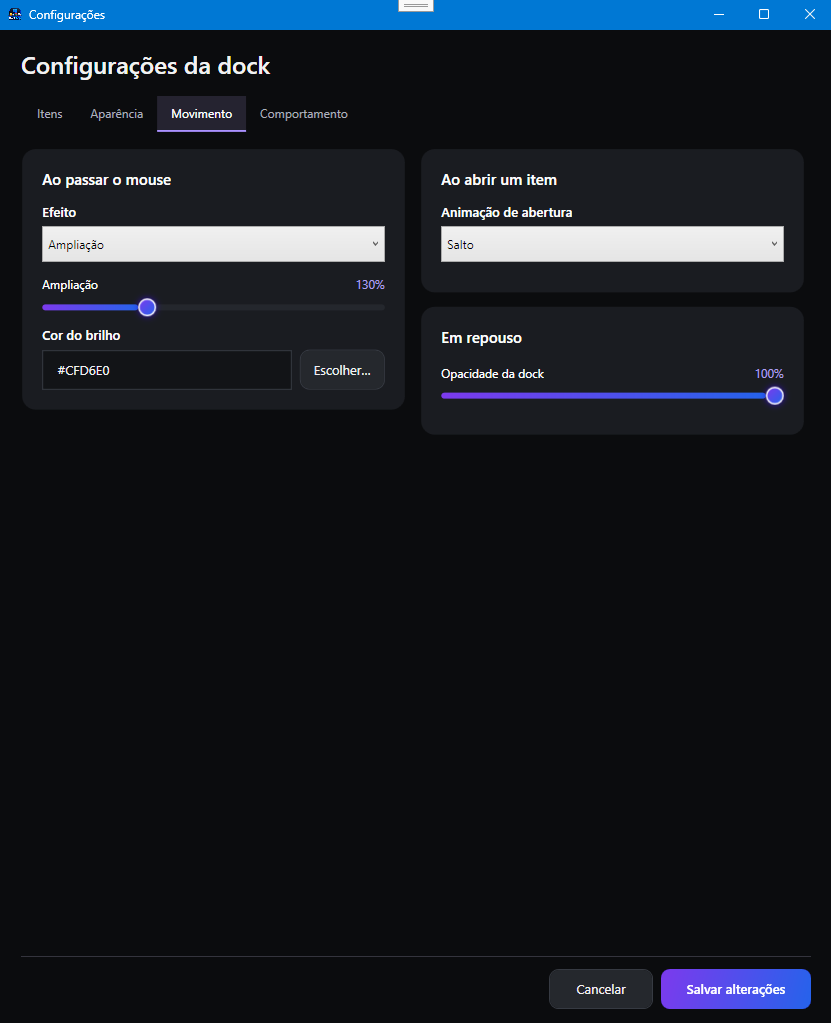 Configurações
Configurações da dock
Itens Aparência Movimento Comportamento
Ao passar o mouse
Efeito
Ampliação
Ampliação 130%
Cor do brilho
#CFD6E0 Escolher...
Ao abrir um item
Animação de abertura
Salto
Em repouso
Opacidade da dock 100%
Cancelar Salvar alterações